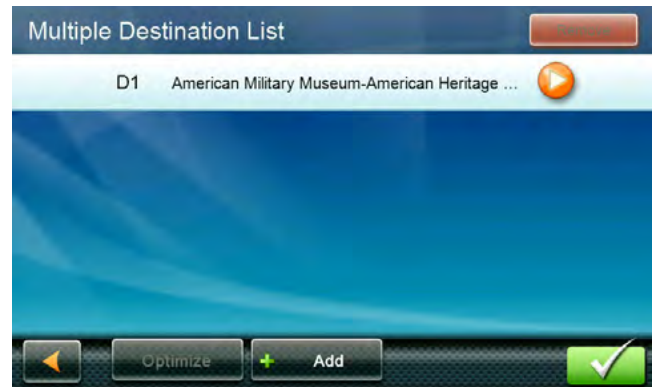 Multiple Destination List
D1 American Military Museum-American Heritage ...
Optimize
Add